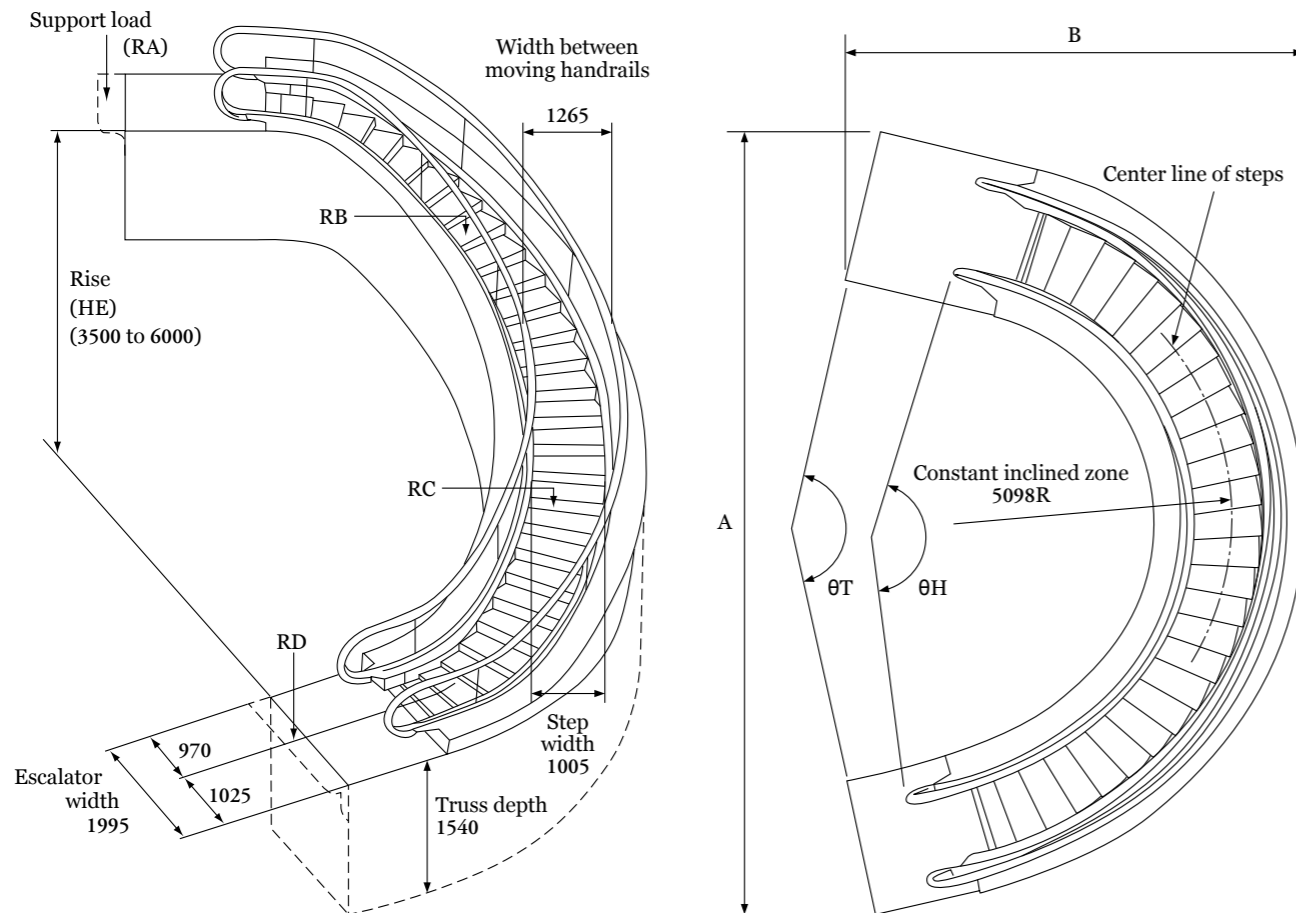 Support load
(RA)
Width between
moving handrails
1265
RB
Rise
(HE)
(3500 to 6000)
RC
RD
970
1025
Escalator
width
1995
Truss depth
1540
Step
width
1005
B
Center line of steps
Constant inclined zone
5098R
A
θT
θH